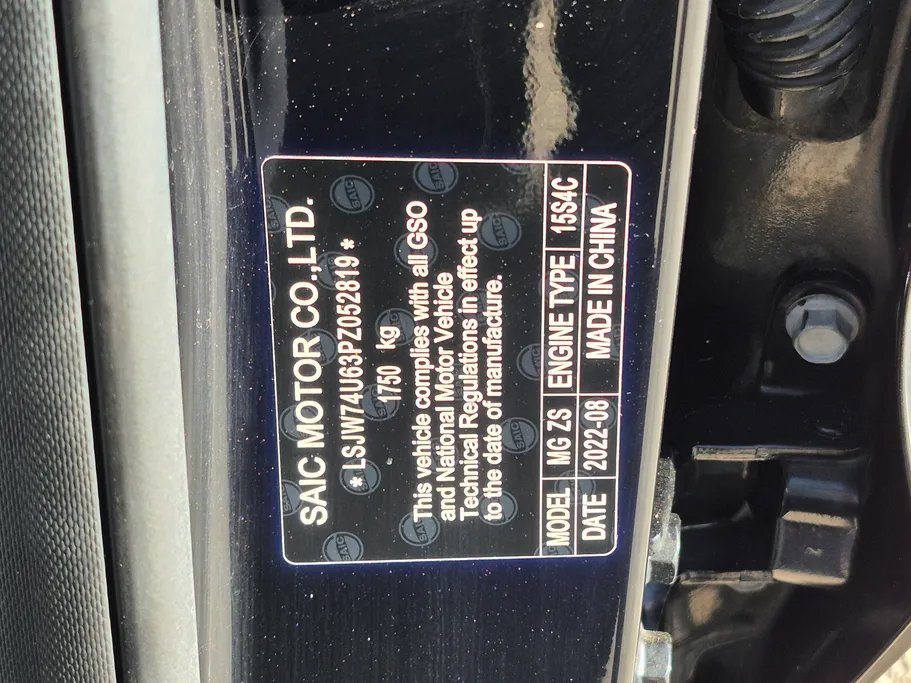 SAIC MOTOR CO.,LTD.
* LSJW74U63PZ052819 *
1750 kg
This vehicle complies with all GSO
and National Motor Vehicle
Technical Regulations in effect up
to the date of manufacture.
MODEL MG ZS ENGINE TYPE 15S4C
DATE 2022-08 MADE IN CHINA